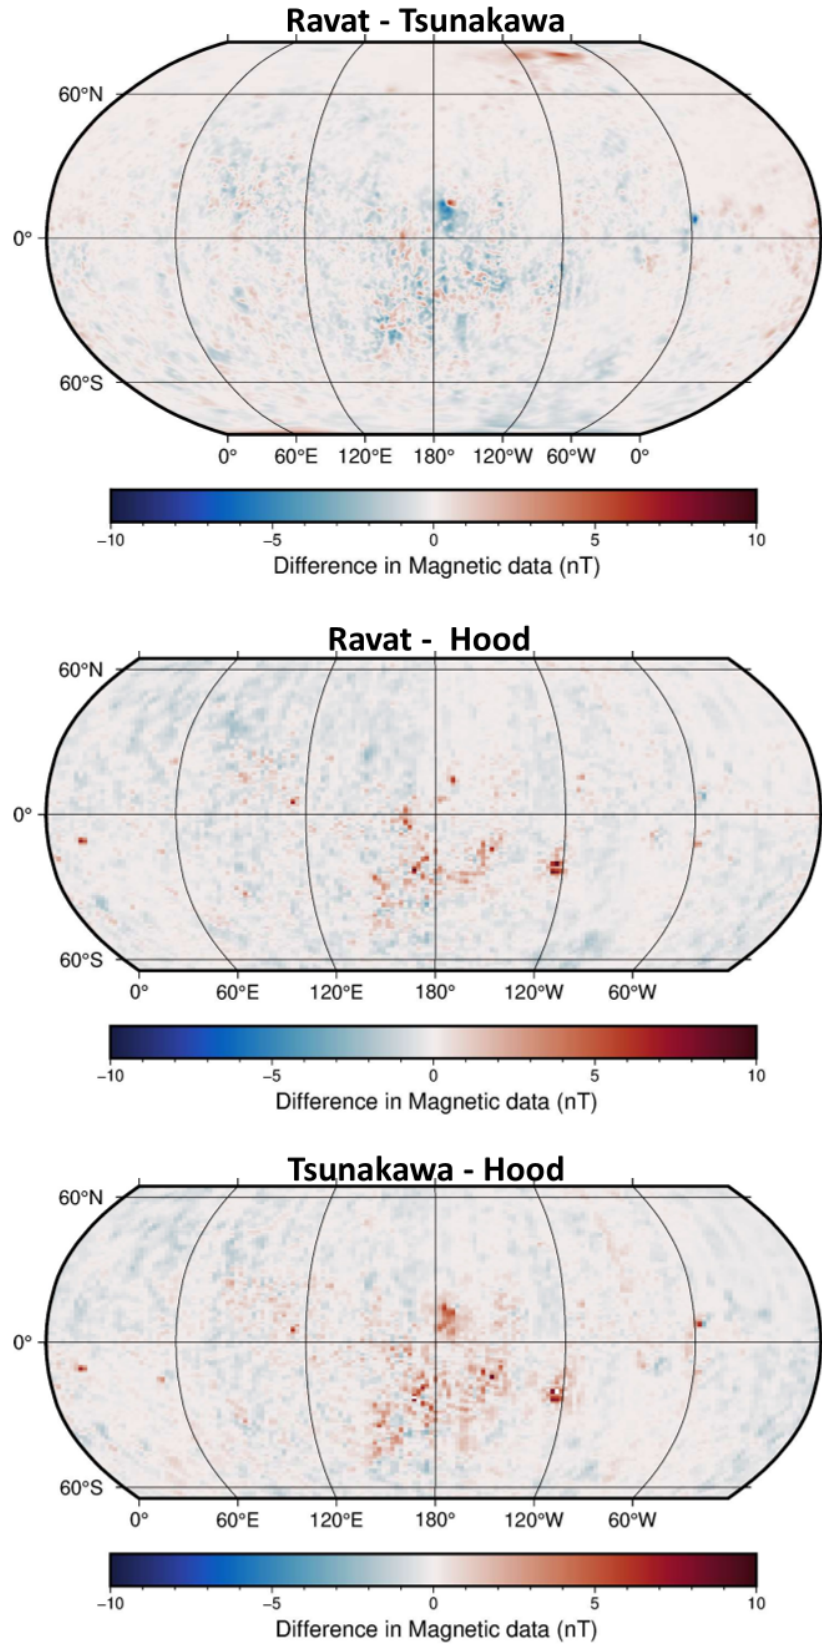 Ravat - Tsunakawa
60°N
0°
60°S
0° 60°E 120°E 180° 120°W 60°W 0°
−10 −5 0 5 10
Difference in Magnetic data (nT)
Ravat - Hood
60°N
0°
60°S
0° 60°E 120°E 180° 120°W 60°W
−10 −5 0 5 10
Difference in Magnetic data (nT)
Tsunakawa - Hood
60°N
0°
60°S
0° 60°E 120°E 180° 120°W 60°W
−10 −5 0 5 10
Difference in Magnetic data (nT)